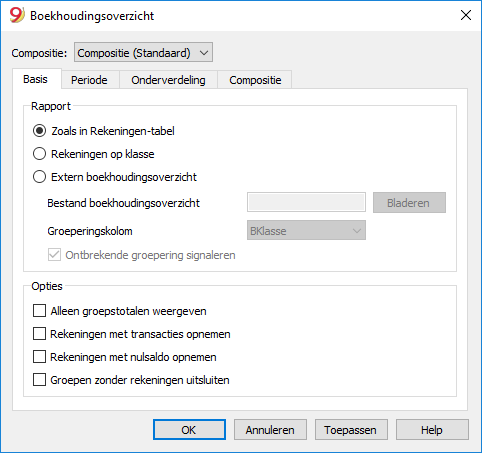 9 Boekhoudingsoverzicht
Compositie: Compositie (Standaard)
Basis Periode Onderverdeling Compositie
Rapport
Zoals in Rekeningen-tabel
Rekeningen op klasse
Extern boekhoudingsoverzicht
Bestand boekhoudingsoverzicht Bladeren
Groeperingskolom BKlasse
Ontbrekende groepering signaleren
Opties
Alleen groepstotalen weergeven
Rekeningen met transacties opnemen
Rekeningen met nulsaldo opnemen
Groepen zonder rekeningen uitsluiten
OK Annuleren Toepassen Help